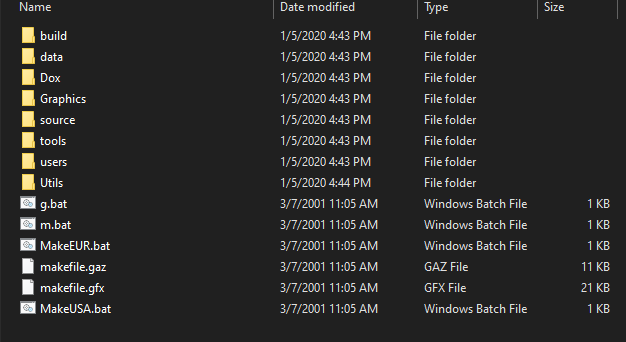 Name Date modified Type Size
build 1/5/2020 4:43 PM File folder
data 1/5/2020 4:43 PM File folder
Dox 1/5/2020 4:43 PM File folder
Graphics 1/5/2020 4:43 PM File folder
source 1/5/2020 4:43 PM File folder
tools 1/5/2020 4:43 PM File folder
users 1/5/2020 4:43 PM File folder
Utils 1/5/2020 4:44 PM File folder
g.bat 3/7/2001 11:05 AM Windows Batch File 1 KB
m.bat 3/7/2001 11:05 AM Windows Batch File 1 KB
MakeEUR.bat 3/7/2001 11:05 AM Windows Batch File 1 KB
makefile.gaz 3/7/2001 11:05 AM GAZ File 11 KB
makefile.gfx 3/7/2001 11:05 AM GFX File 21 KB
MakeUSA.bat 3/7/2001 11:05 AM Windows Batch File 1 KB